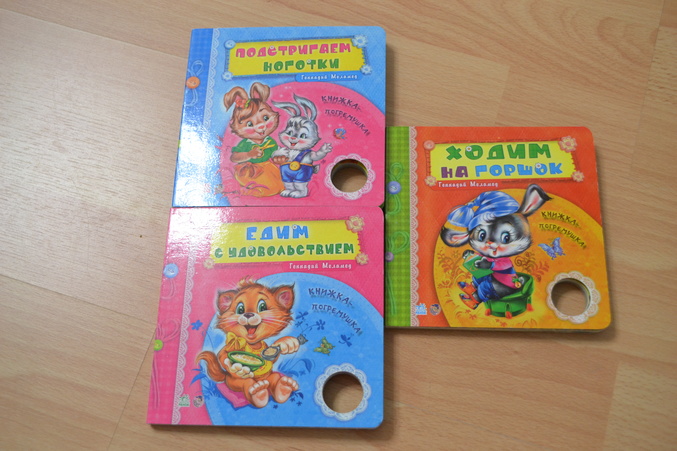 ПОДСТРИГАЕМ
НОГОТКИ
Геннадий Меламед
КНИЖКА-
ПОГРЕМУШКА
ЕДИМ
С УДОВОЛЬСТВИЕМ
Геннадий Меламед
КНИЖКА-
ПОГРЕМУШКА
ХОДИМ
НА ГОРШОК
Геннадий Меламед
КНИЖКА-
ПОГРЕМУШКА